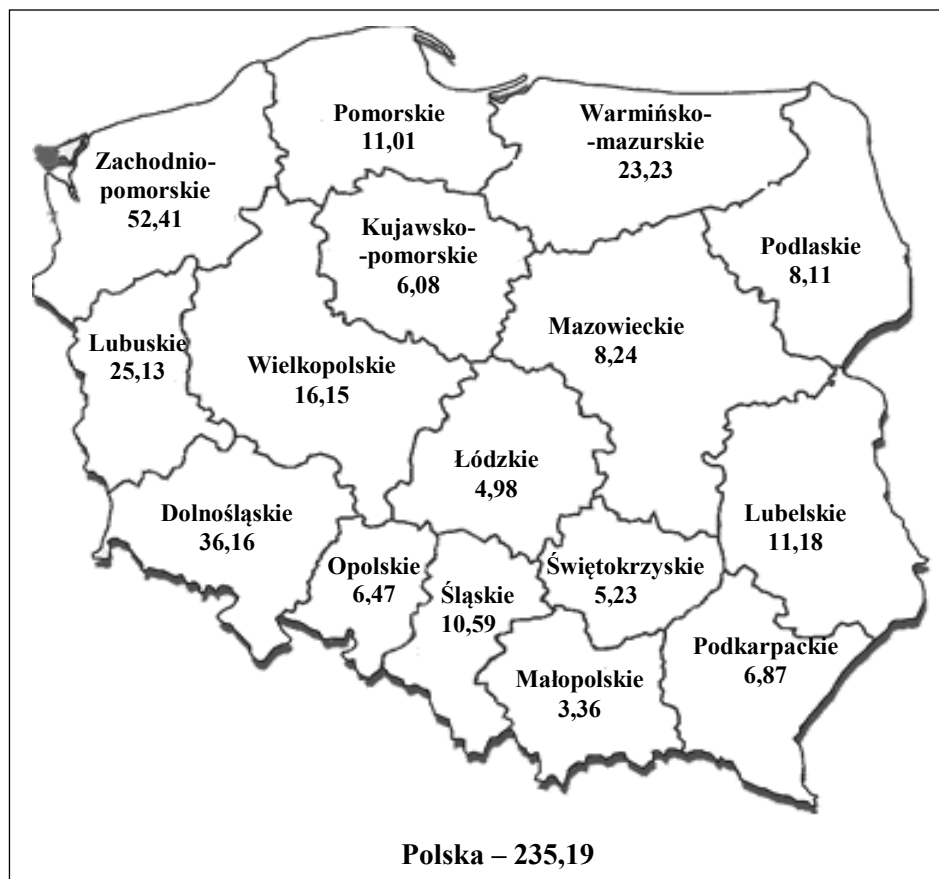 Pomorskie
11,01
Warmińsko-
-mazurskie
23,23
Zachodnio-
pomorskie
52,41
Kujawsko-
-pomorskie
6,08
Podlaskie
8,11
Mazowieckie
8,24
Lubuskie
25,13
Wielkopolskie
16,15
Łódzkie
4,98
Dolnośląskie
36,16
Lubelskie
11,18
Opolskie
6,47
Śląskie
10,59
Świętokrzyskie
5,23
Podkarpackie
6,87
Małopolskie
3,36
Polska – 235,19